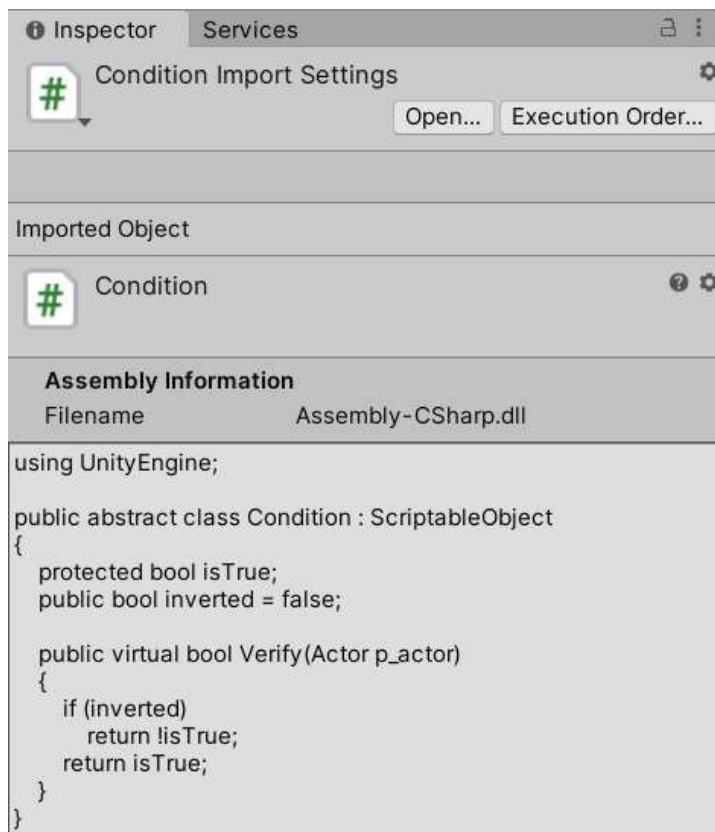 Inspector Services
Condition Import Settings
Open... Execution Order...
Imported Object
Condition
Assembly Information
Filename Assembly-CSharp.dll
using UnityEngine;
public abstract class Condition : ScriptableObject
{
protected bool isTrue;
public bool inverted = false;
public virtual bool Verify(Actor p_actor)
{
if (inverted)
return !isTrue;
return isTrue;
}
}